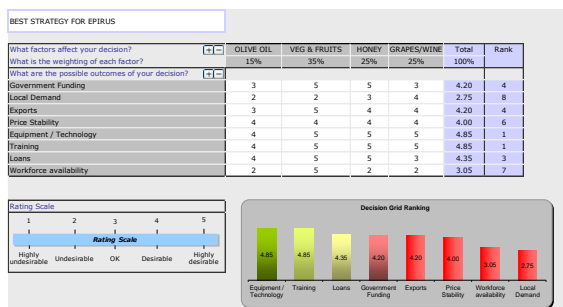 BEST STRATEGY FOR EPIRUS
What factors affect your decision? + − OLIVE OIL VEG & FRUITS HONEY GRAPES/WINE Total Rank
What is the weighting of each factor? 15% 35% 25% 25% 100%
What are the possible outcomes of your decision? + −
Government Funding 3 5 5 3 4.20 4
Local Demand 2 2 3 4 2.75 8
Exports 3 5 4 4 4.20 4
Price Stability 4 4 4 4 4.00 6
Equipment / Technology 4 5 5 5 4.85 1
Training 4 5 5 5 4.85 1
Loans 4 5 5 3 4.35 3
Workforce availability 2 5 2 2 3.05 7
Rating Scale
1 2 3 4 5
Rating Scale
Highly undesirable Undesirable OK Desirable Highly desirable
Decision Grid Ranking
4.85 4.85 4.35 4.20 4.20 4.00 3.05 2.75
Equipment / Technology Training Loans Government Funding Exports Price Stability Workforce availability Local Demand